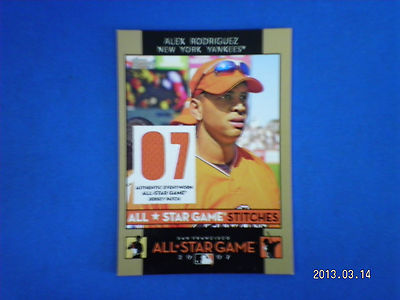 ALEX RODRIGUEZ
NEW YORK YANKEES®
07
AUTHENTIC EVENT-WORN
ALL-STAR GAME®
JERSEY PATCH
ALL ★ STAR GAME STITCHES
SAN FRANCISCO
ALL★STAR GAME
2007
2013.03.14